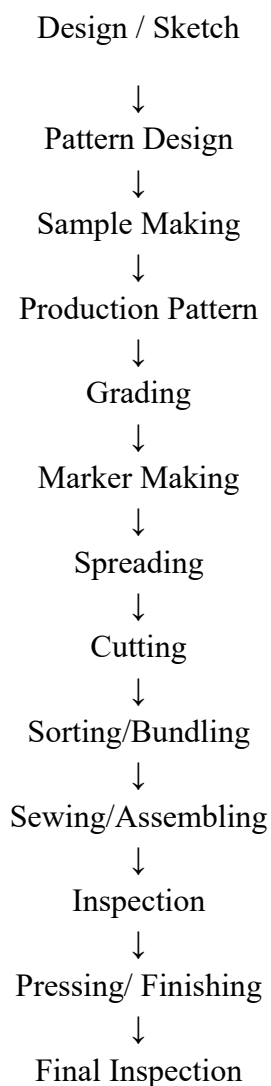 Design / Sketch
↓
Pattern Design
↓
Sample Making
↓
Production Pattern
↓
Grading
↓
Marker Making
↓
Spreading
↓
Cutting
↓
Sorting/Bundling
↓
Sewing/Assembling
↓
Inspection
↓
Pressing/ Finishing
↓
Final Inspection